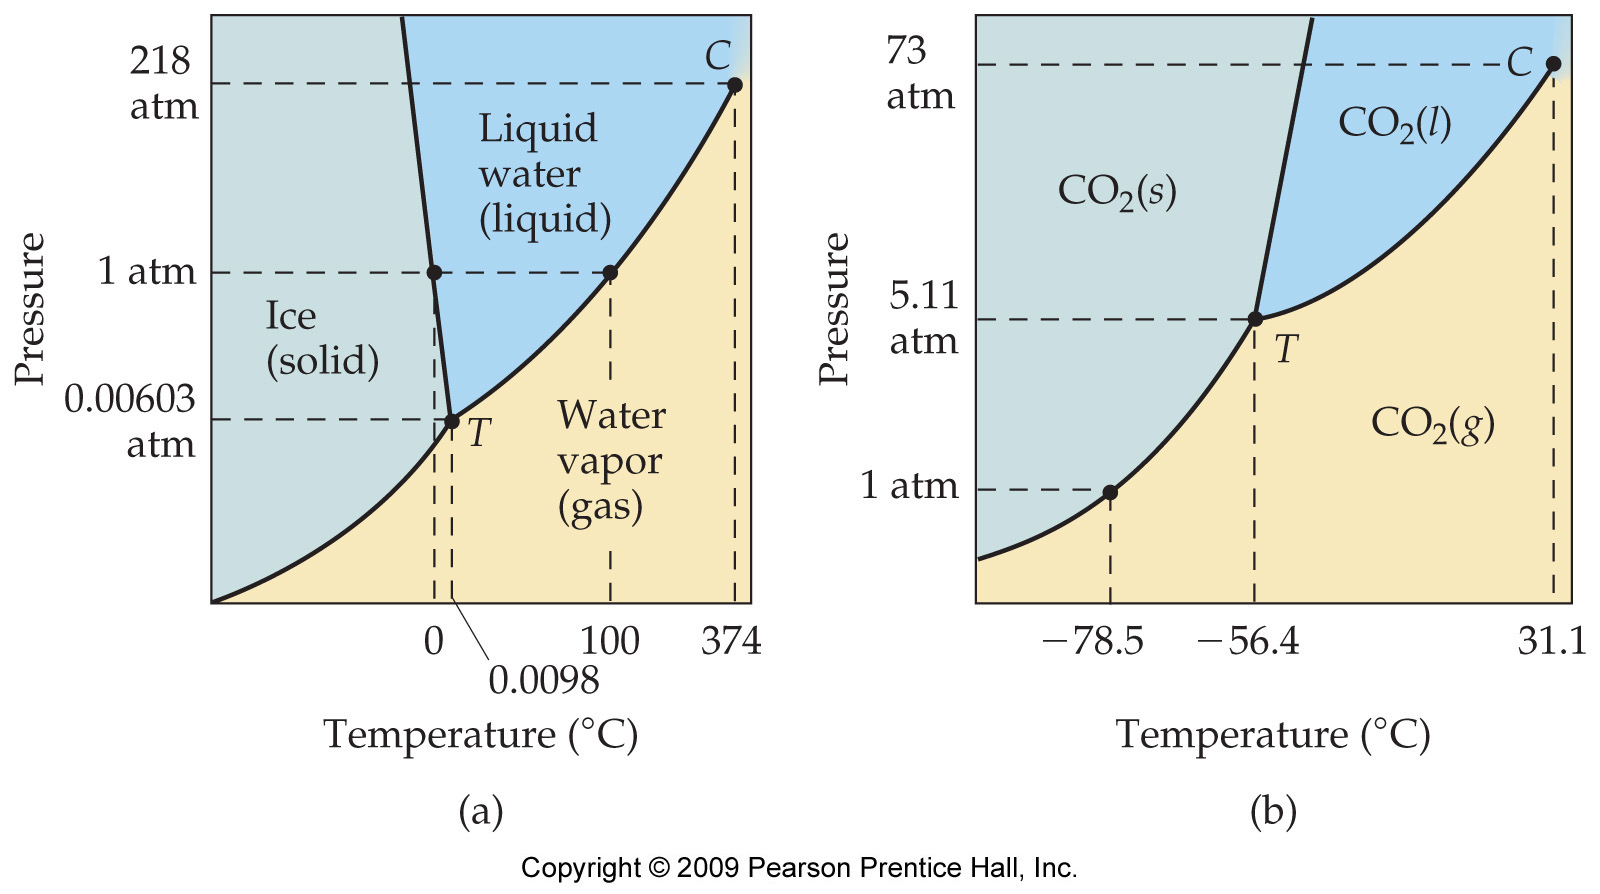 Pressure
218
atm
1 atm
0.00603
atm
C
Liquid
water
(liquid)
Ice
(solid)
T
Water
vapor
(gas)
0
100
374
0.0098
Temperature (°C)
(a)
Pressure
73
atm
5.11
atm
1 atm
C
CO₂(l)
CO₂(s)
T
CO₂(g)
−78.5
−56.4
31.1
Temperature (°C)
(b)
Copyright © 2009 Pearson Prentice Hall, Inc.